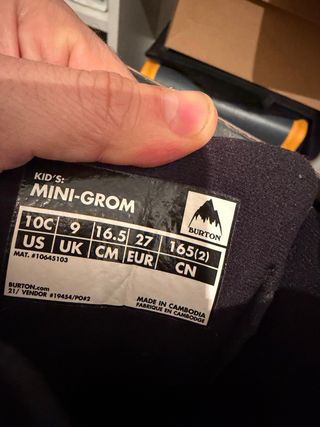 KID'S:
MINI-GROM
BURTON
10C 9 16.5 27 165(2)
US UK CM EUR CN
MAT. #10645103
BURTON.com
21/ VENDOR #19454/PO#2
MADE IN CAMBODIA
FABRIQUE EN CAMBODGE